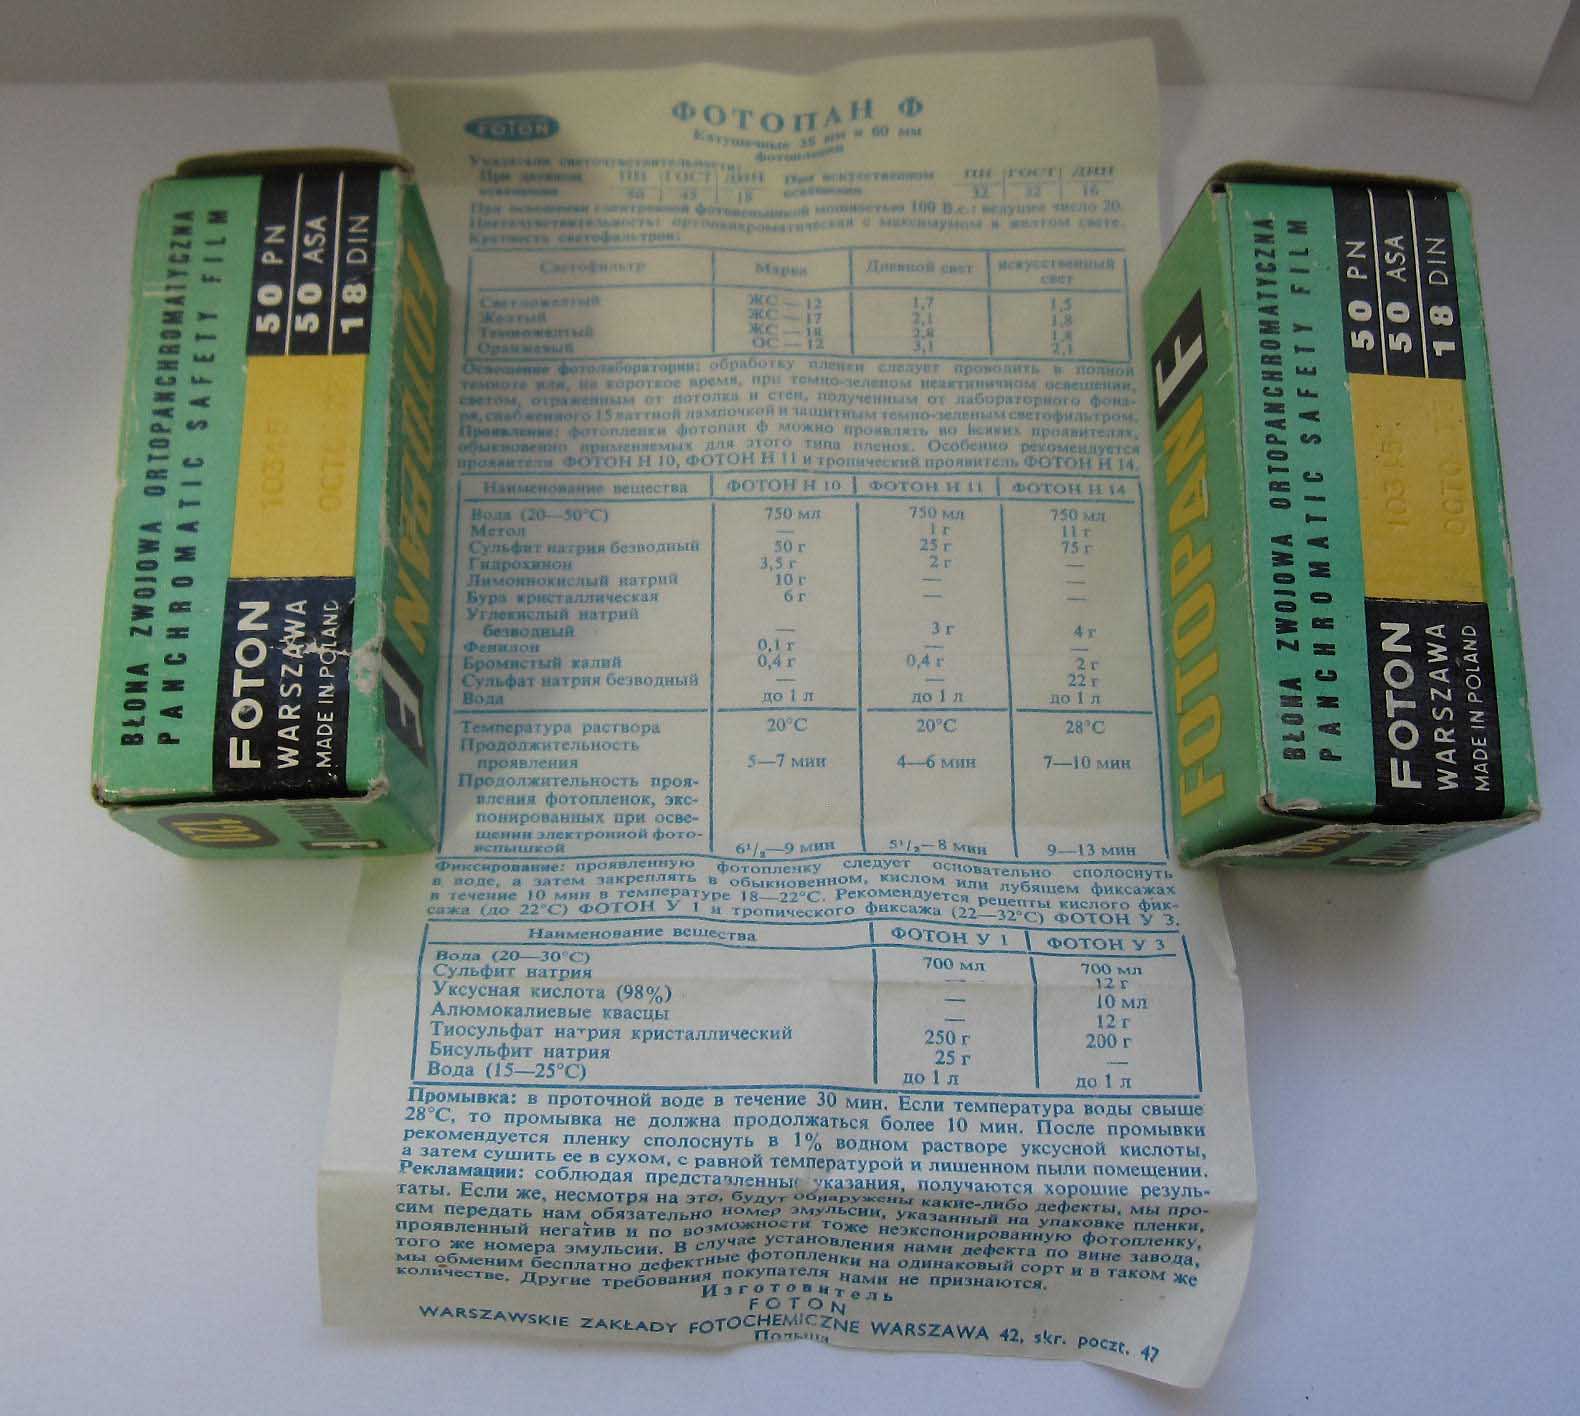 BŁONA ZWOJOWA ORTOPANCHROMATYCZNA
PANCHROMATIC SAFETY FILM
50 PN
50 ASA
18 DIN
10315
OCT
FOTON
WARSZAWA
MADE IN POLAND
FOTOPAN F
120
FOTON
ФОТОПАН Ф
Катушечные 35 мм и 60 мм
фотопленки
Указатели светочувствительности:
При дневном освещении
ПН | ГОСТ | ДИН
50 | 45 | 18
При искусственном освещении
ПН | ГОСТ | ДИН
32 | 32 | 16
При освещении электронной фотовспышкой мощностью 100 В.с.: ведущее число 20.
Цветочувствительность: ортопанхроматическая с максимумом в желтом свете.
Кратность светофильтров:
Светофильтр | Марка | Дневной свет | искусственный свет
Светложелтый ЖС — 12 1,7 1,5
Желтый ЖС — 17 2,1 1,8
Темножелтый ЖС — 18 2,8
Оранжевый ОС — 12 3,1 2,1
Освещение фотолаборатории: обработку пленки следует проводить в полной
темноте или, на короткое время, при темно-зеленом неактиничном освещении,
светом, отраженным от потолка и стен, полученным от лабораторного фона-
ря, снабженного 15 ваттной лампочкой и защитным темно-зеленым светофильтром.
Проявление: фотопленки фотопан ф можно проявлять во всяких проявителях,
обыкновенно применяемых для этого типа пленок. Особенно рекомендуется
проявители ФОТОН Н 10, ФОТОН Н 11 и тропический проявитель ФОТОН Н 14.
Наименование вещества | ФОТОН Н 10 | ФОТОН Н 11 | ФОТОН Н 14
Вода (20—50°C) 750 мл 750 мл 750 мл
Метол — 1 г 11 г
Сульфит натрия безводный 50 г 25 г 75 г
Гидрохинон 3,5 г 2 г —
Лимоннокислый натрий 10 г — —
Бура кристаллическая 6 г — —
Углекислый натрий
безводный — 3 г 4 г
Фенидон 0,1 г — —
Бромистый калий 0,4 г 0,4 г 2 г
Сульфат натрия безводный — — 22 г
Вода до 1 л до 1 л до 1 л
Температура раствора 20°C 20°C 28°C
Продолжительность
проявления 5—7 мин 4—6 мин 7—10 мин
Продолжительность прояв-
ления фотопленок, экс-
понированных при осве-
щении электронной фото-
вспышкой 6¹/₂—9 мин 5¹/₂—8 мин 9—13 мин
Фиксирование: проявленную фотопленку следует основательно сполоснуть
в воде, а затем закреплять в обыкновенном, кислом или дубящем фиксажах
в течение 10 мин в температуре 18—22°C. Рекомендуется рецепты кислого фик-
сажа (до 22°C) ФОТОН У 1 и тропического фиксажа (22—32°C) ФОТОН У 3.
Наименование вещества | ФОТОН У 1 | ФОТОН У 3
Вода (20—30°C) 700 мл 700 мл
Сульфит натрия — 12 г
Уксусная кислота (98%) — 10 мл
Алюмокалиевые квасцы — 12 г
Тиосульфат натрия кристаллический 250 г 200 г
Бисульфит натрия 25 г —
Вода (15—25°C) до 1 л до 1 л
Промывка: в проточной воде в течение 30 мин. Если температура воды свыше
28°C, то промывка не должна продолжаться более 10 мин. После промывки
рекомендуется пленку сполоснуть в 1% водном растворе уксусной кислоты,
а затем сушить ее в сухом, с равной температурой и лишенном пыли помещении.
Рекламации: соблюдая представленные указания, получаются хорошие резуль-
таты. Если же, несмотря на это, будут обнаружены какие-либо дефекты, мы про-
сим передать нам обязательно номер эмульсии, указанный на упаковке пленки,
проявленный негатив и по возможности тоже неэкспонированную фотопленку,
того же номера эмульсии. В случае установления нами дефекта по вине завода,
мы обменим бесплатно дефектные фотопленки на одинаковый сорт и в таком же
количестве. Другие требования покупателя нами не признаются.
Изготовитель
FOTON
WARSZAWSKIE ZAKŁADY FOTOCHEMICZNE WARSZAWA 42, skr. poczt. 47
Польша
FOTOPAN F
BŁONA ZWOJOWA ORTOPANCHROMATYCZNA
PANCHROMATIC SAFETY FILM
50 PN
50 ASA
18 DIN
10315
FOTON
WARSZAWA
MADE IN POLAND